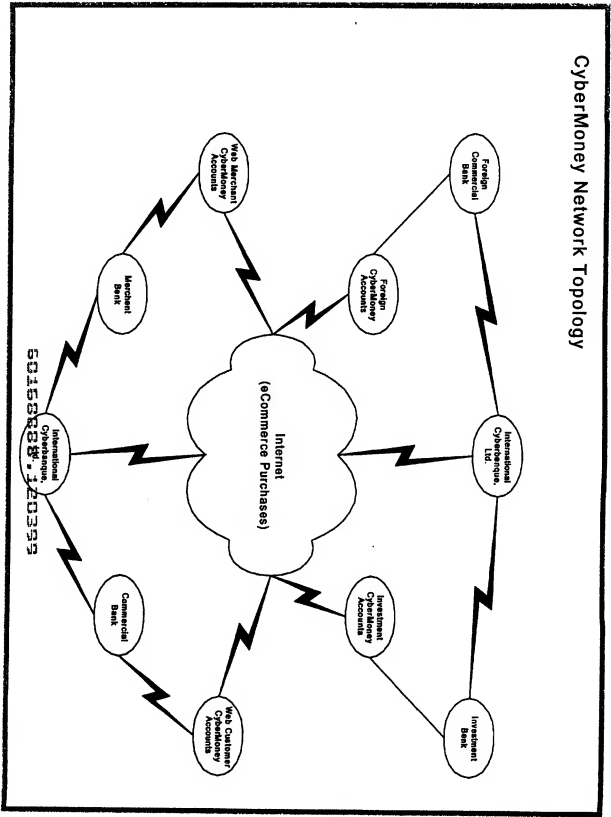 CyberMoney Network Topology
Foreign
Commercial
Bank
International
Cyberbanque,
Ltd.
Investment
Bank
Foreign
CyberMoney
Accounts
Investment
CyberMoney
Accounts
Internet
(eCommerce Purchases)
Web Merchant
CyberMoney
Accounts
Web Customer
CyberMoney
Accounts
Merchant
Bank
Commercial
Bank
International
Cyberbanque,
Ltd.